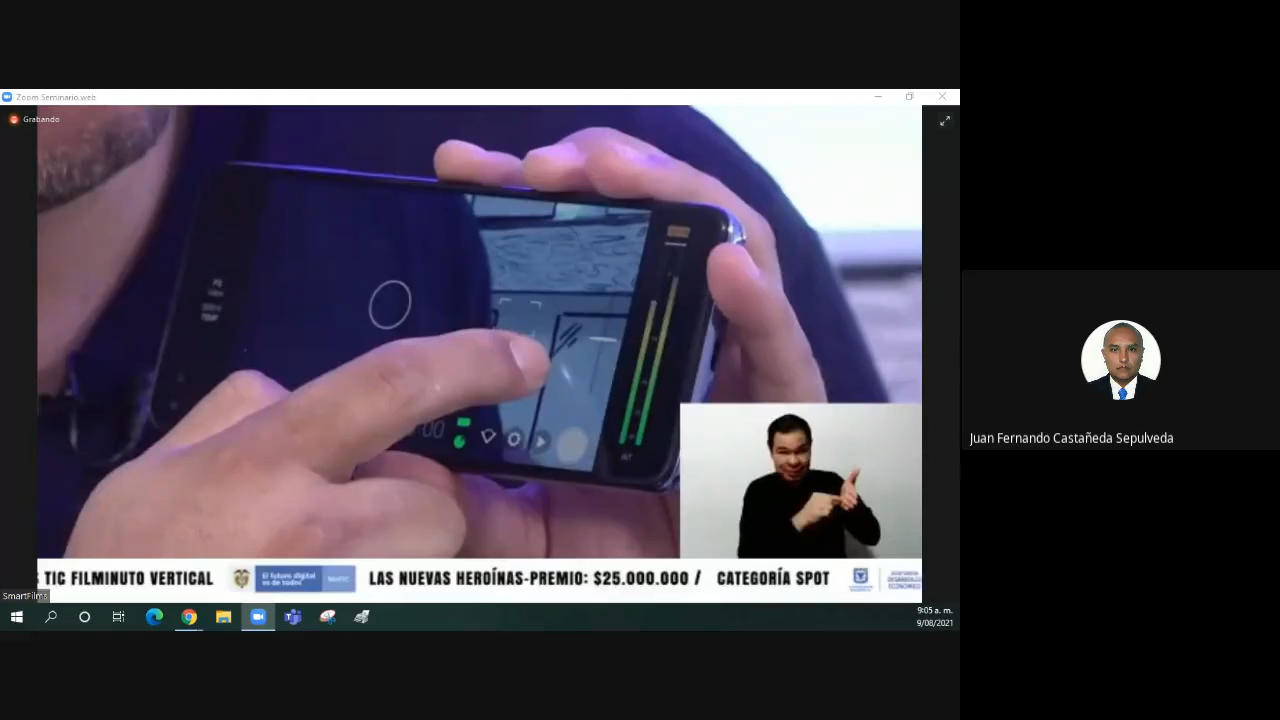 Zoom Seminario web
Grabando
TIC FILMINUTO VERTICAL
El futuro digital
es de todos
MinTIC
LAS NUEVAS HEROÍNAS-PREMIO: $25.000.000 /
CATEGORÍA SPOT
SmartFilms
Juan Fernando Castañeda Sepulveda
9:05 a. m.
9/08/2021